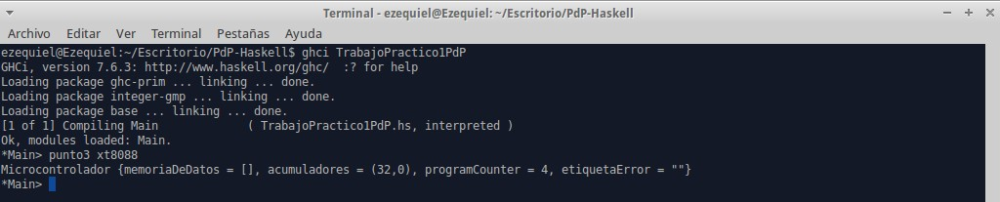 Terminal - ezequiel@Ezequiel: ~/Escritorio/PdP-Haskell
Archivo Editar Ver Terminal Pestañas Ayuda
ezequiel@Ezequiel:~/Escritorio/PdP-Haskell$ ghci TrabajoPractico1PdP
GHCi, version 7.6.3: http://www.haskell.org/ghc/  :? for help
Loading package ghc-prim ... linking ... done.
Loading package integer-gmp ... linking ... done.
Loading package base ... linking ... done.
[1 of 1] Compiling Main             ( TrabajoPractico1PdP.hs, interpreted )
Ok, modules loaded: Main.
*Main> punto3 xt8088
Microcontrolador {memoriaDeDatos = [], acumuladores = (32,0), programCounter = 4, etiquetaError = ""}
*Main>